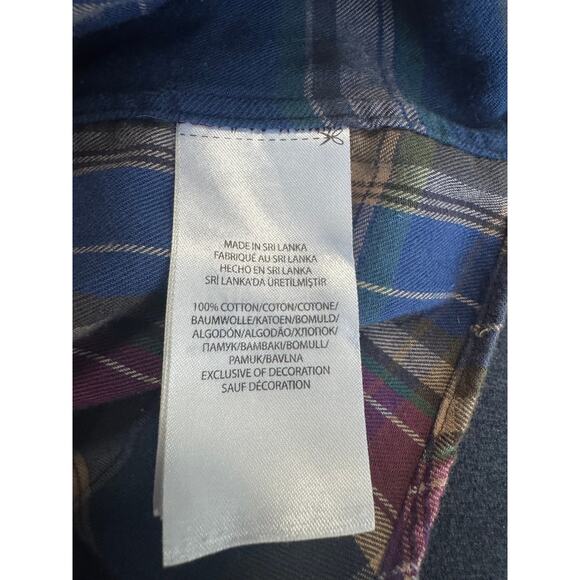 MADE IN SRI LANKA
FABRIQUÉ AU SRI LANKA
HECHO EN SRI LANKA
SRİ LANKA'DA ÜRETİLMİŞTİR
100% COTTON/COTON/COTONE/
BAUMWOLLE/KATOEN/BOMULD/
ALGODÓN/ALGODÃO/ХЛОПОК/
ПАМУК/BAMBAKI/BOMULL/
PAMUK/BAVLNA
EXCLUSIVE OF DECORATION
SAUF DÉCORATION